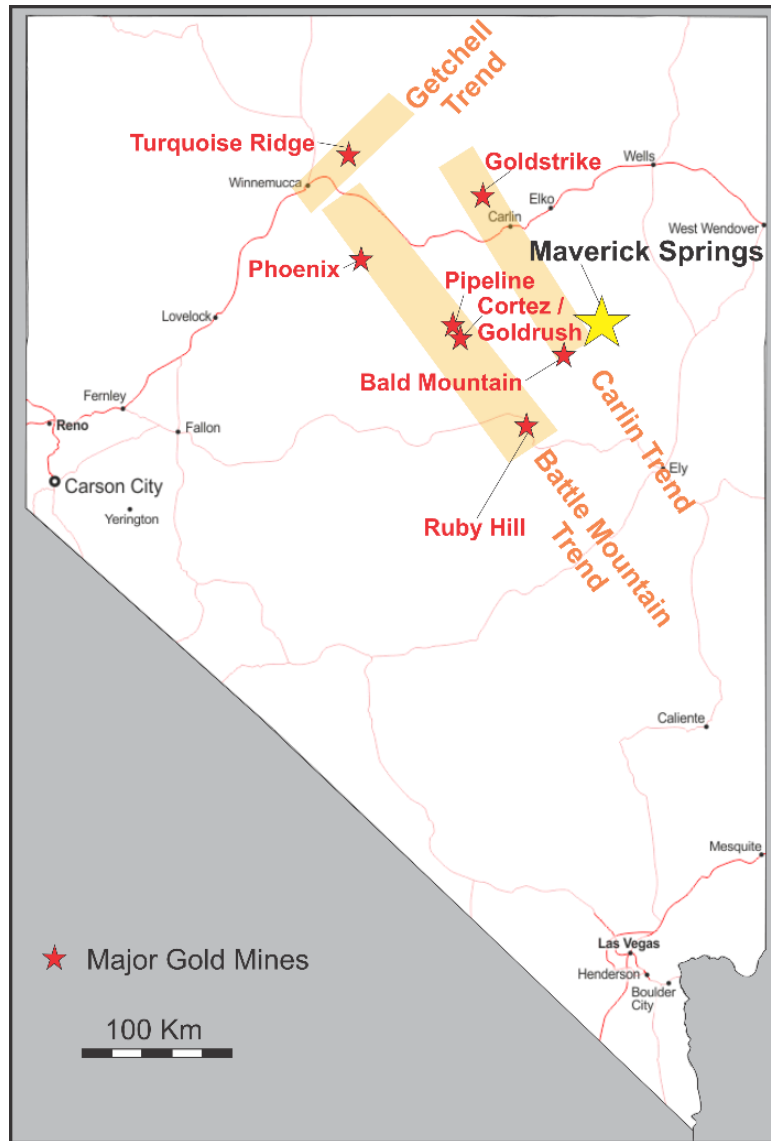 Getchell
Trend
Turquoise Ridge
Winnemucca
Goldstrike
Wells
Elko
Carlin
West Wendover
Maverick Springs
Phoenix
Pipeline
Cortez /
Goldrush
Lovelock
Bald Mountain
Carlin Trend
Fernley
Reno
Fallon
Battle Mountain
Trend
Ely
Carson City
Yerington
Ruby Hill
Caliente
Mesquite
Las Vegas
Henderson
Boulder
City
Major Gold Mines
100 Km